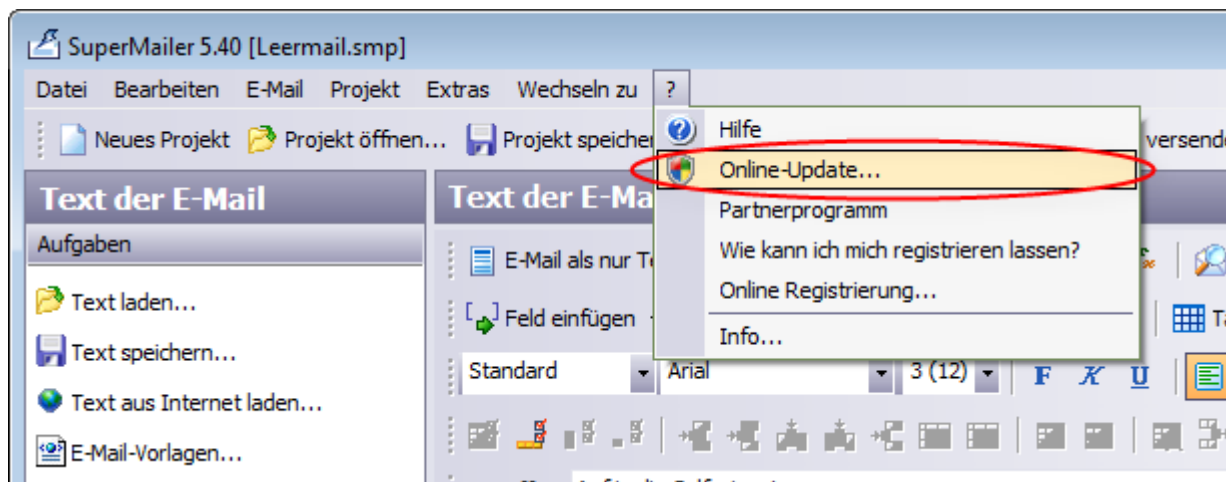 SuperMailer 5.40 [Leermail.smp]
Datei Bearbeiten E-Mail Projekt Extras Wechseln zu ?
Neues Projekt Projekt öffnen... Projekt speicher versende
Hilfe
Online-Update...
Partnerprogramm
Wie kann ich mich registrieren lassen?
Online Registrierung...
Info...
Text der E-Mail
Aufgaben
Text laden...
Text speichern...
Text aus Internet laden...
E-Mail-Vorlagen...
Text der E-Ma
E-Mail als nur Te
Feld einfügen Ta
Standard Arial 3 (12) F K U